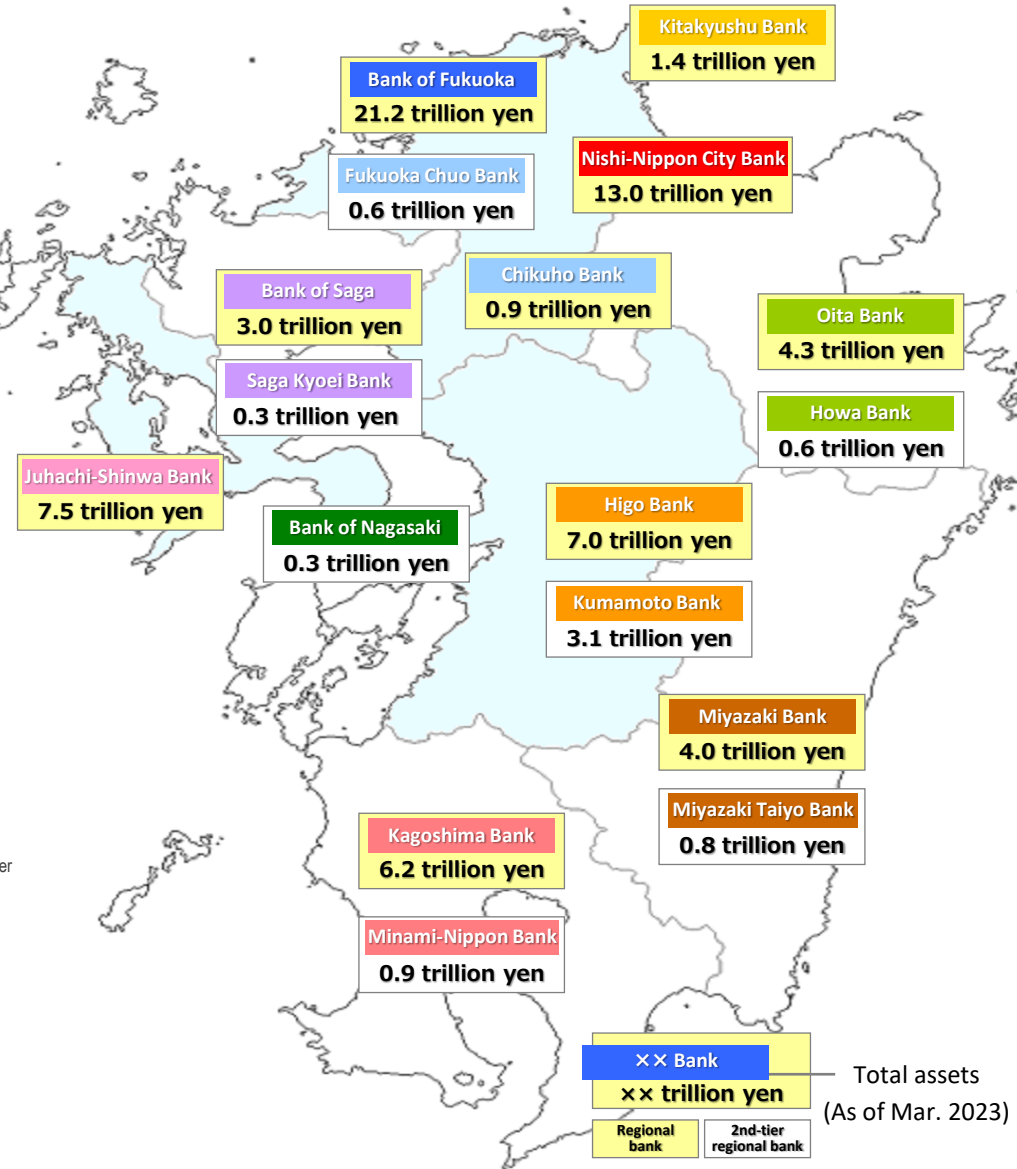 Kitakyushu Bank
1.4 trillion yen
Bank of Fukuoka
21.2 trillion yen
Nishi-Nippon City Bank
13.0 trillion yen
Fukuoka Chuo Bank
0.6 trillion yen
Chikuho Bank
0.9 trillion yen
Bank of Saga
3.0 trillion yen
Oita Bank
4.3 trillion yen
Saga Kyoei Bank
0.3 trillion yen
Howa Bank
0.6 trillion yen
Juhachi-Shinwa Bank
7.5 trillion yen
Higo Bank
7.0 trillion yen
Bank of Nagasaki
0.3 trillion yen
Kumamoto Bank
3.1 trillion yen
Miyazaki Bank
4.0 trillion yen
Miyazaki Taiyo Bank
0.8 trillion yen
Kagoshima Bank
6.2 trillion yen
er
Minami-Nippon Bank
0.9 trillion yen
×× Bank
×× trillion yen
Total assets
(As of Mar. 2023)
Regional
bank
2nd-tier
regional bank